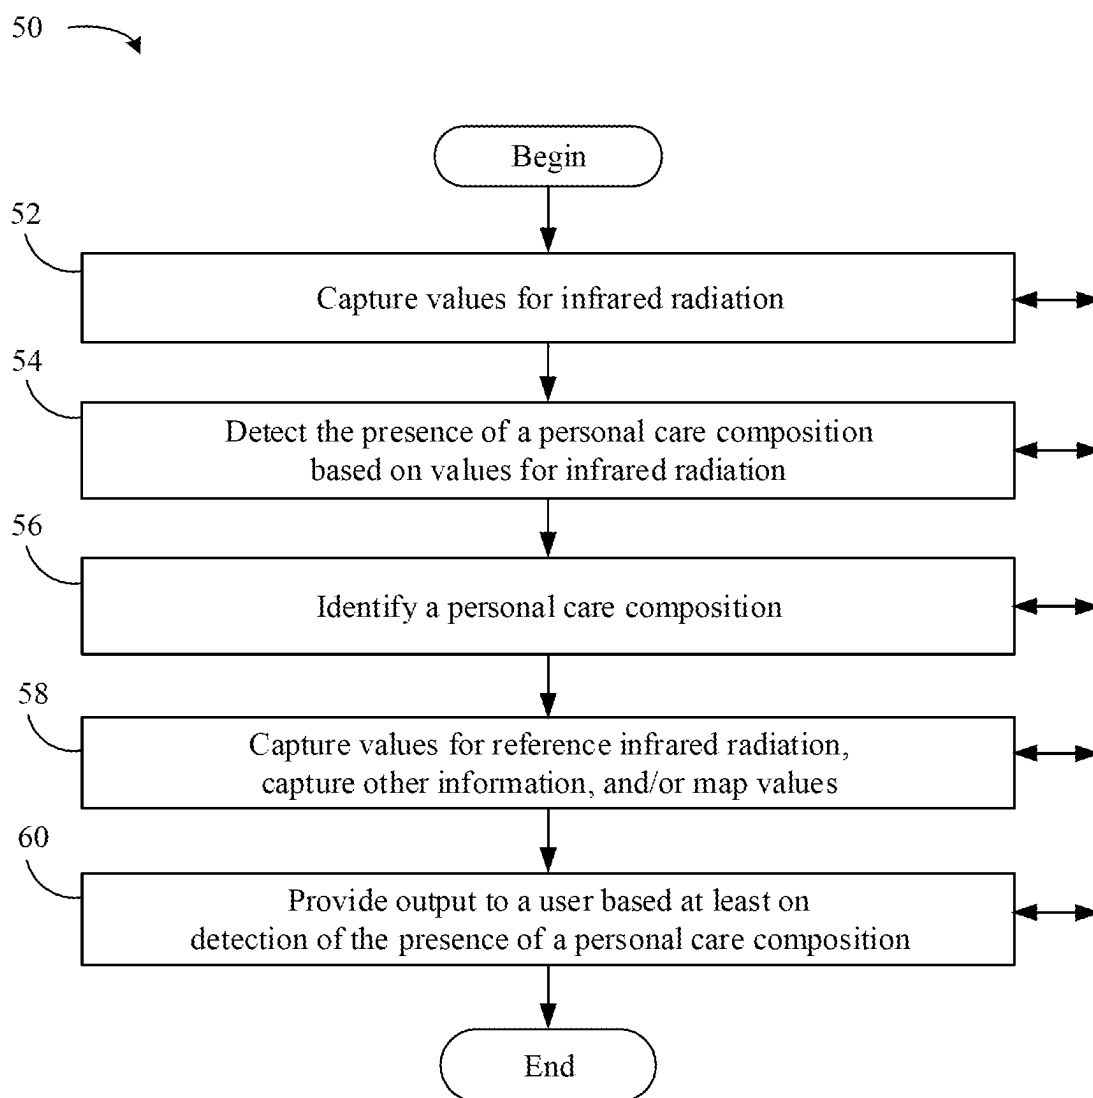 50
Begin
52
Capture values for infrared radiation
54
Detect the presence of a personal care composition
based on values for infrared radiation
56
Identify a personal care composition
58
Capture values for reference infrared radiation,
capture other information, and/or map values
60
Provide output to a user based at least on
detection of the presence of a personal care composition
End